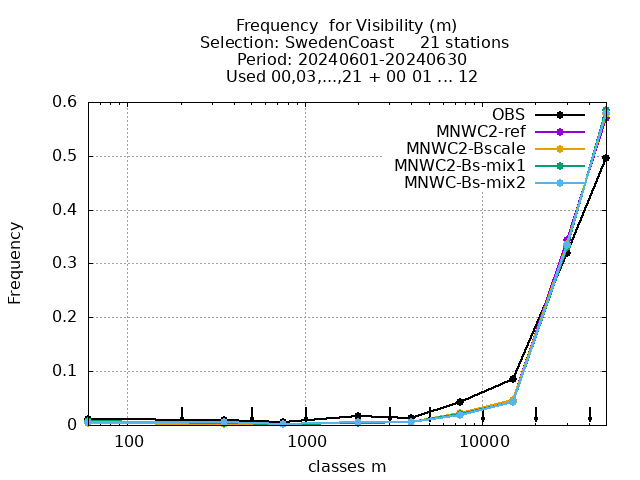 Frequency  for Visibility (m)
Selection: SwedenCoast     21 stations
Period: 20240601-20240630
Used 00,03,...,21 + 00 01 ... 12
OBS
MNWC2-ref
MNWC2-Bscale
MNWC2-Bs-mix1
MNWC-Bs-mix2
Frequency
0.6
0.5
0.4
0.3
0.2
0.1
0
100
1000
10000
classes m